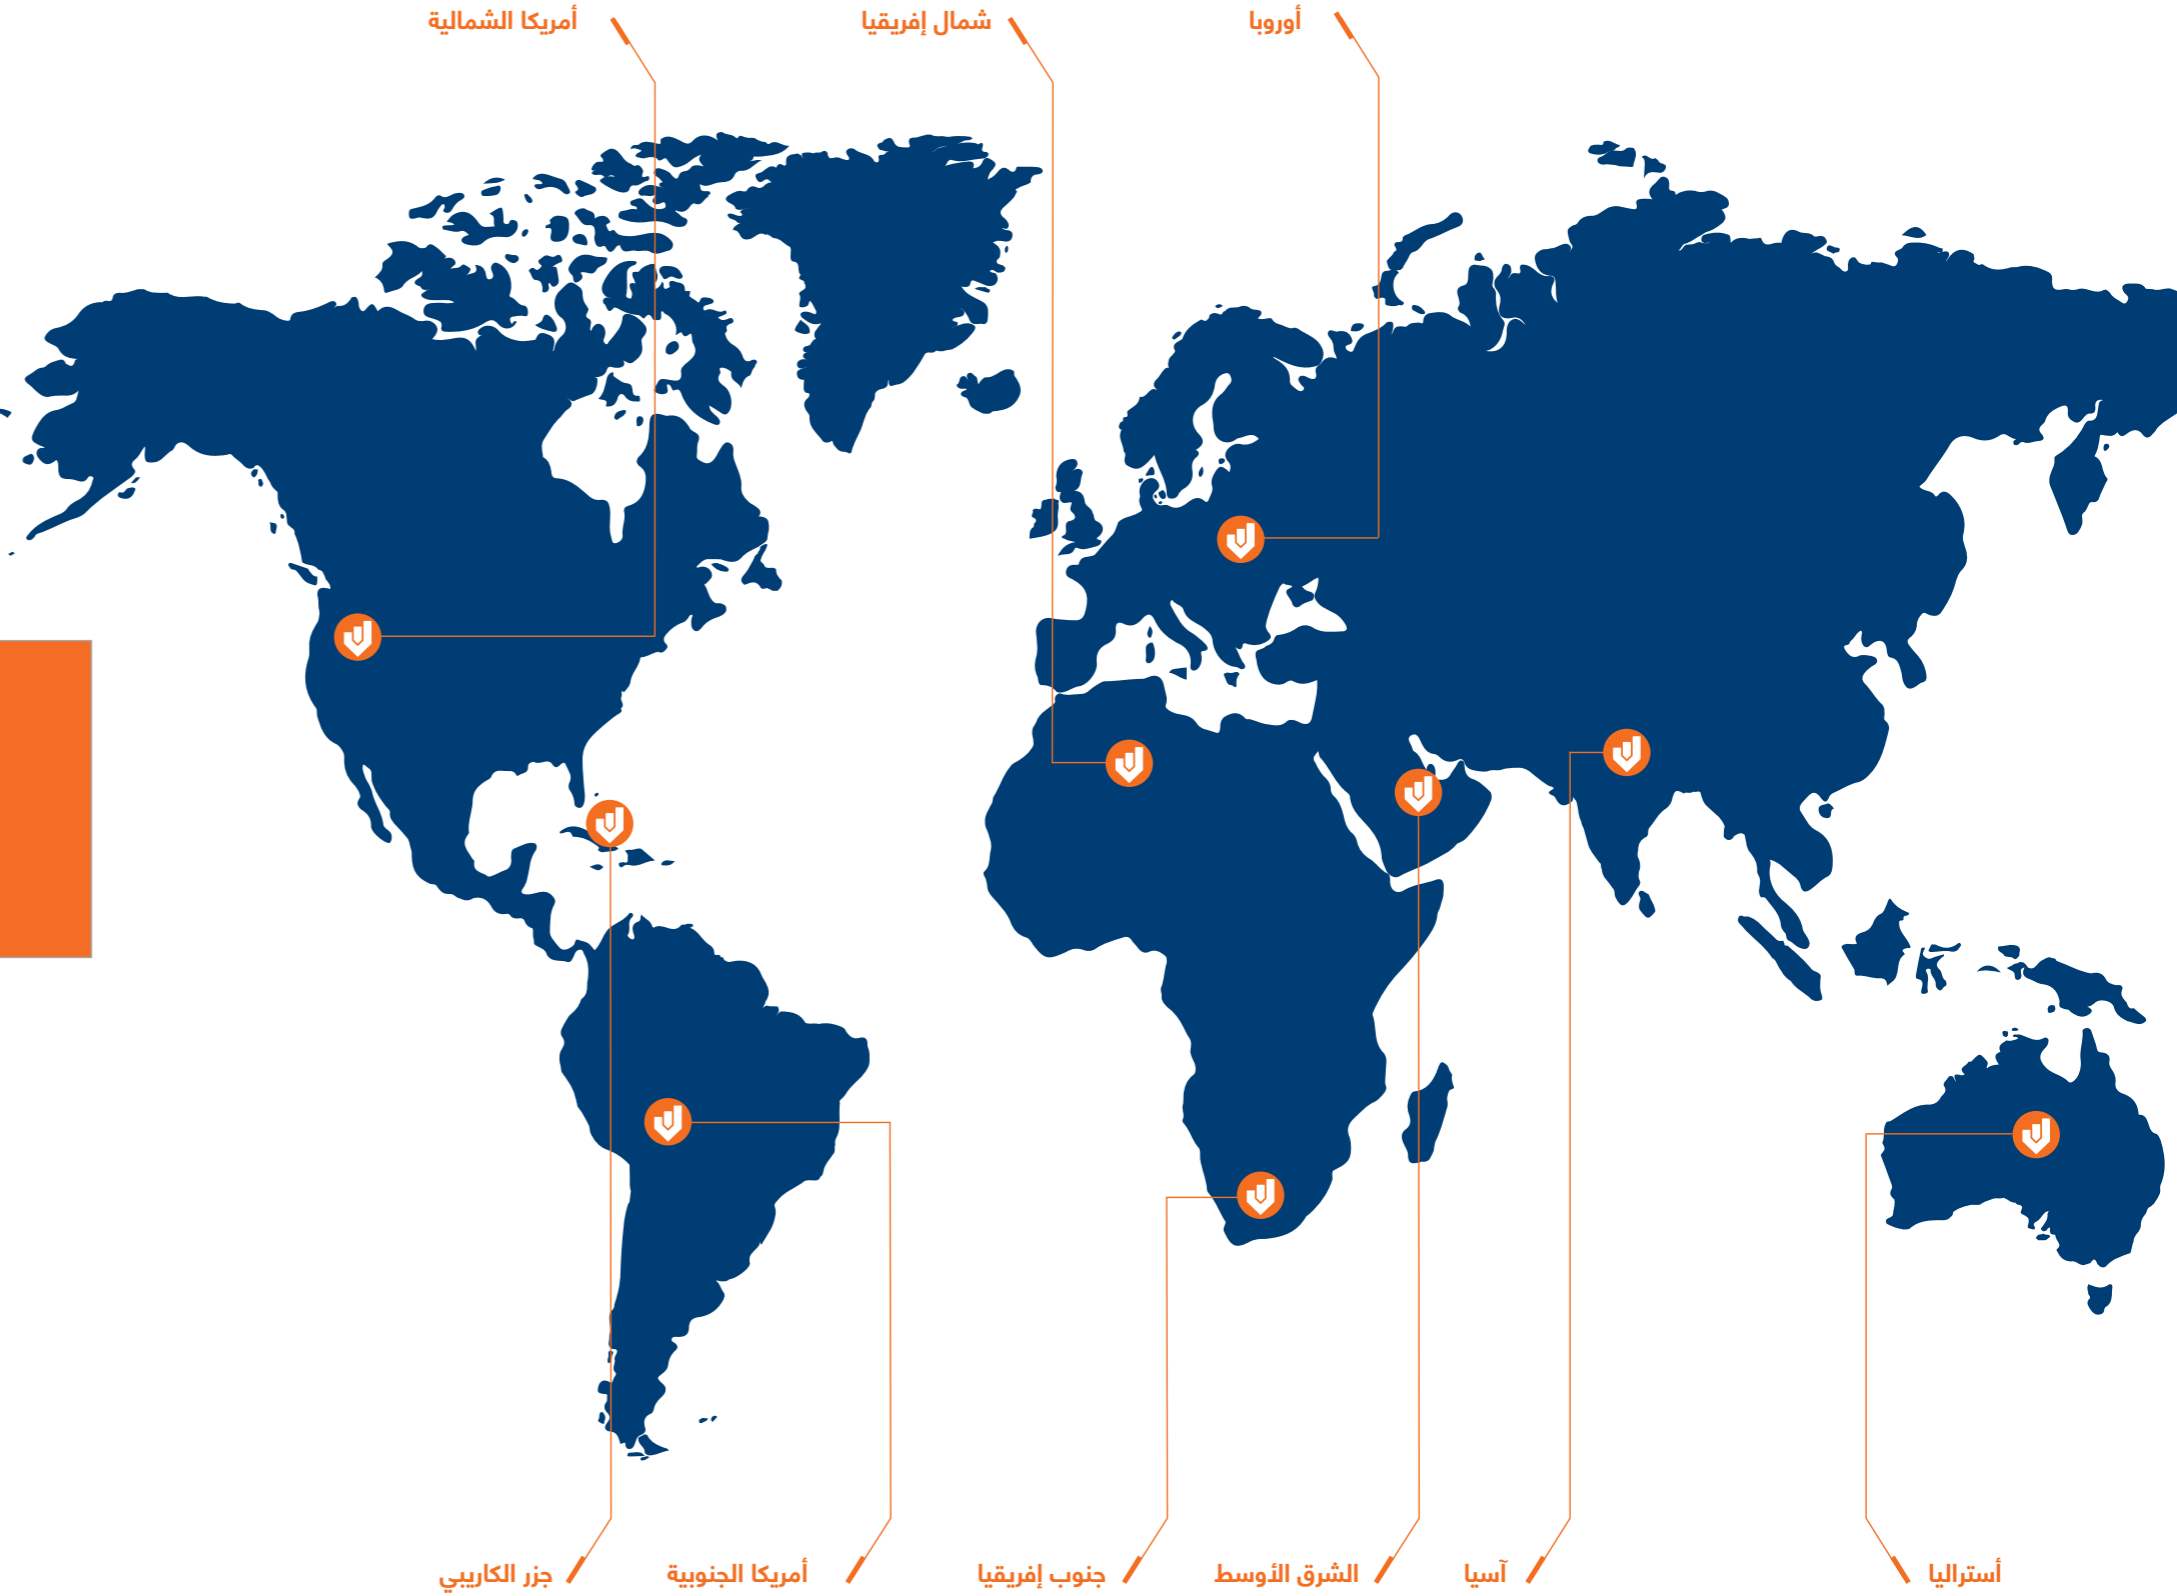 أوروبا
شمال إفريقيا
أمريكا الشمالية
أستراليا
آسيا
الشرق الأوسط
جنوب إفريقيا
أمريكا الجنوبية
جزر الكاريبي